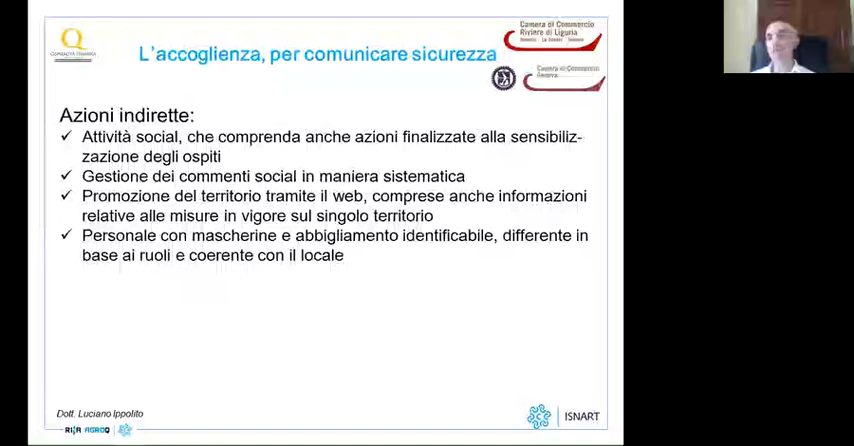 Q
OSPITALITÀ ITALIANA
L'accoglienza, per comunicare sicurezza
Camera di Commercio
Riviere di Liguria
Imperia - La Spezia - Savona
Camera di Commercio
Genova
Azioni indirette:
✓ Attività social, che comprenda anche azioni finalizzate alla sensibiliz-
zazione degli ospiti
✓ Gestione dei commenti social in maniera sistematica
✓ Promozione del territorio tramite il web, comprese anche informazioni
relative alle misure in vigore sul singolo territorio
✓ Personale con mascherine e abbigliamento identificabile, differente in
base ai ruoli e coerente con il locale
Dott. Luciano Ippolito
AGROQ
ISNART